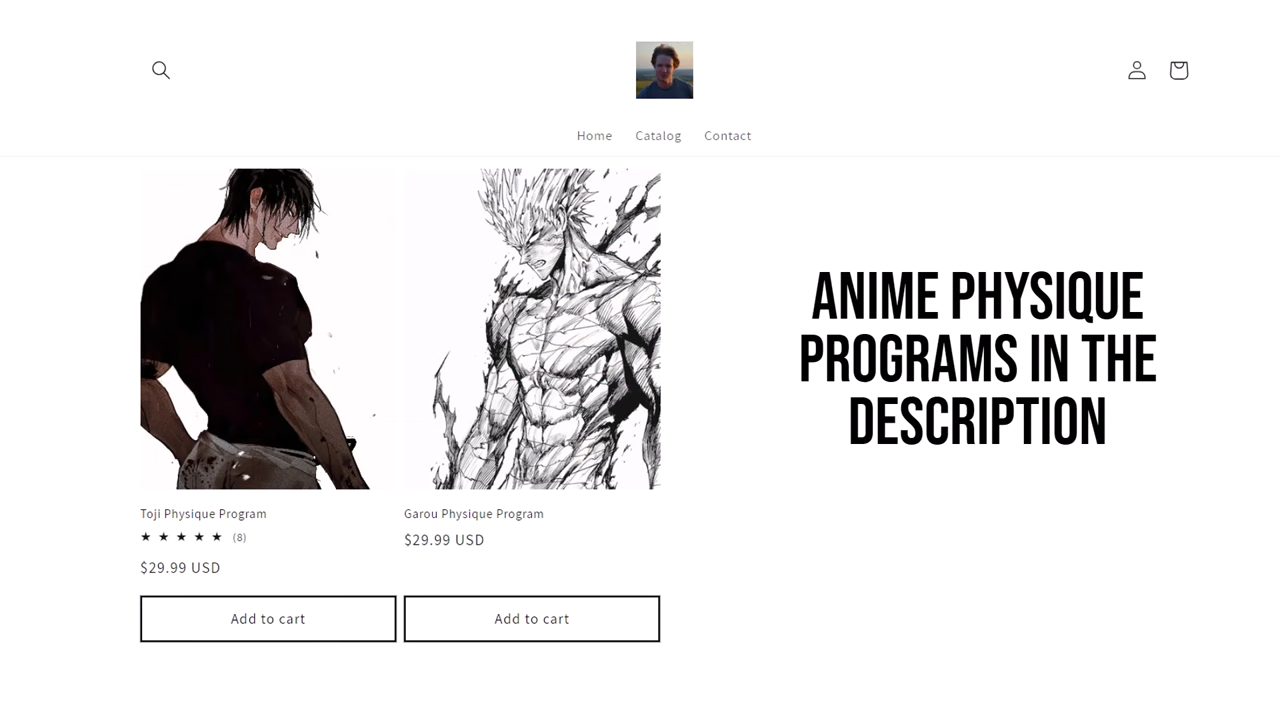 Home Catalog Contact
ANIME PHYSIQUE
PROGRAMS IN THE
DESCRIPTION
Toji Physique Program
★ ★ ★ ★ ★ (8)
$29.99 USD
Add to cart
Garou Physique Program
$29.99 USD
Add to cart